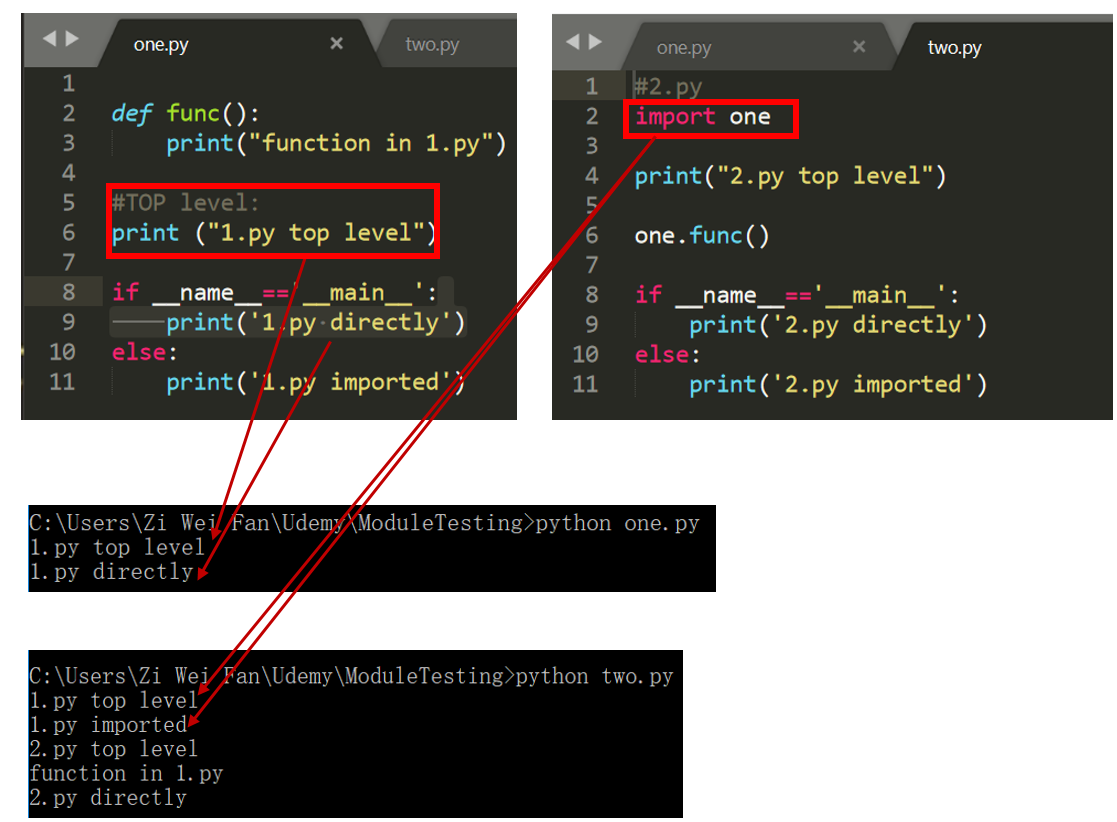 one.py × two.py
1
2 def func():
3 print("function in 1.py")
4
5 #TOP level:
6 print ("1.py top level")
7
8 if __name__=='__main__':
9 print('1.py directly')
10 else:
11 print('1.py imported')
one.py × two.py
1 #2.py
2 import one
3
4 print("2.py top level")
5
6 one.func()
7
8 if __name__=='__main__':
9 print('2.py directly')
10 else:
11 print('2.py imported')
C:\Users\Zi Wei Fan\Udemy\ModuleTesting>python one.py
1.py top level
1.py directly
C:\Users\Zi Wei Fan\Udemy\ModuleTesting>python two.py
1.py top level
1.py imported
2.py top level
function in 1.py
2.py directly